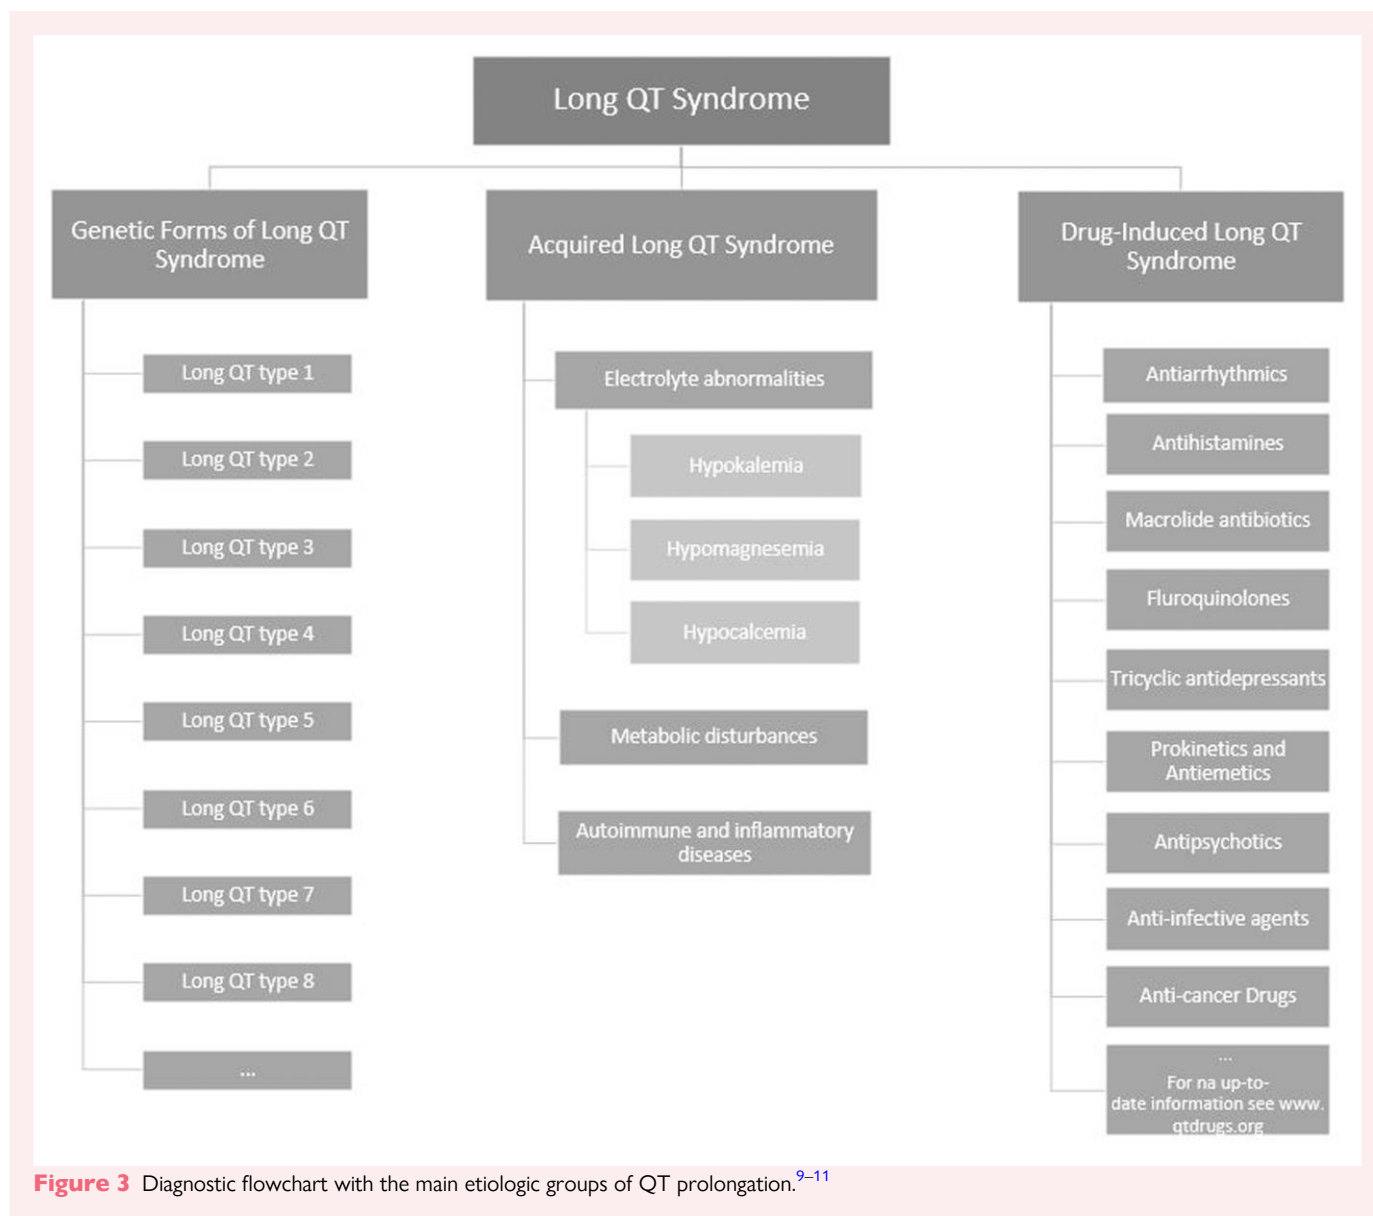 Long QT Syndrome
Genetic Forms of Long QT
Syndrome
Long QT type 1
Long QT type 2
Long QT type 3
Long QT type 4
Long QT type 5
Long QT type 6
Long QT type 7
Long QT type 8
...
Acquired Long QT Syndrome
Electrolyte abnormalities
Hypokalemia
Hypomagnesemia
Hypocalcemia
Metabolic disturbances
Autoimmune and inflammatory
diseases
Drug-Induced Long QT
Syndrome
Antiarrhythmics
Antihistamines
Macrolide antibiotics
Fluroquinolones
Tricyclic antidepressants
Prokinetics and
Antiemetics
Antipsychotics
Anti-infective agents
Anti-cancer Drugs
...
For na up-to-
date information see www.
qtdrugs.org
Figure 3 Diagnostic flowchart with the main etiologic groups of QT prolongation.9–11